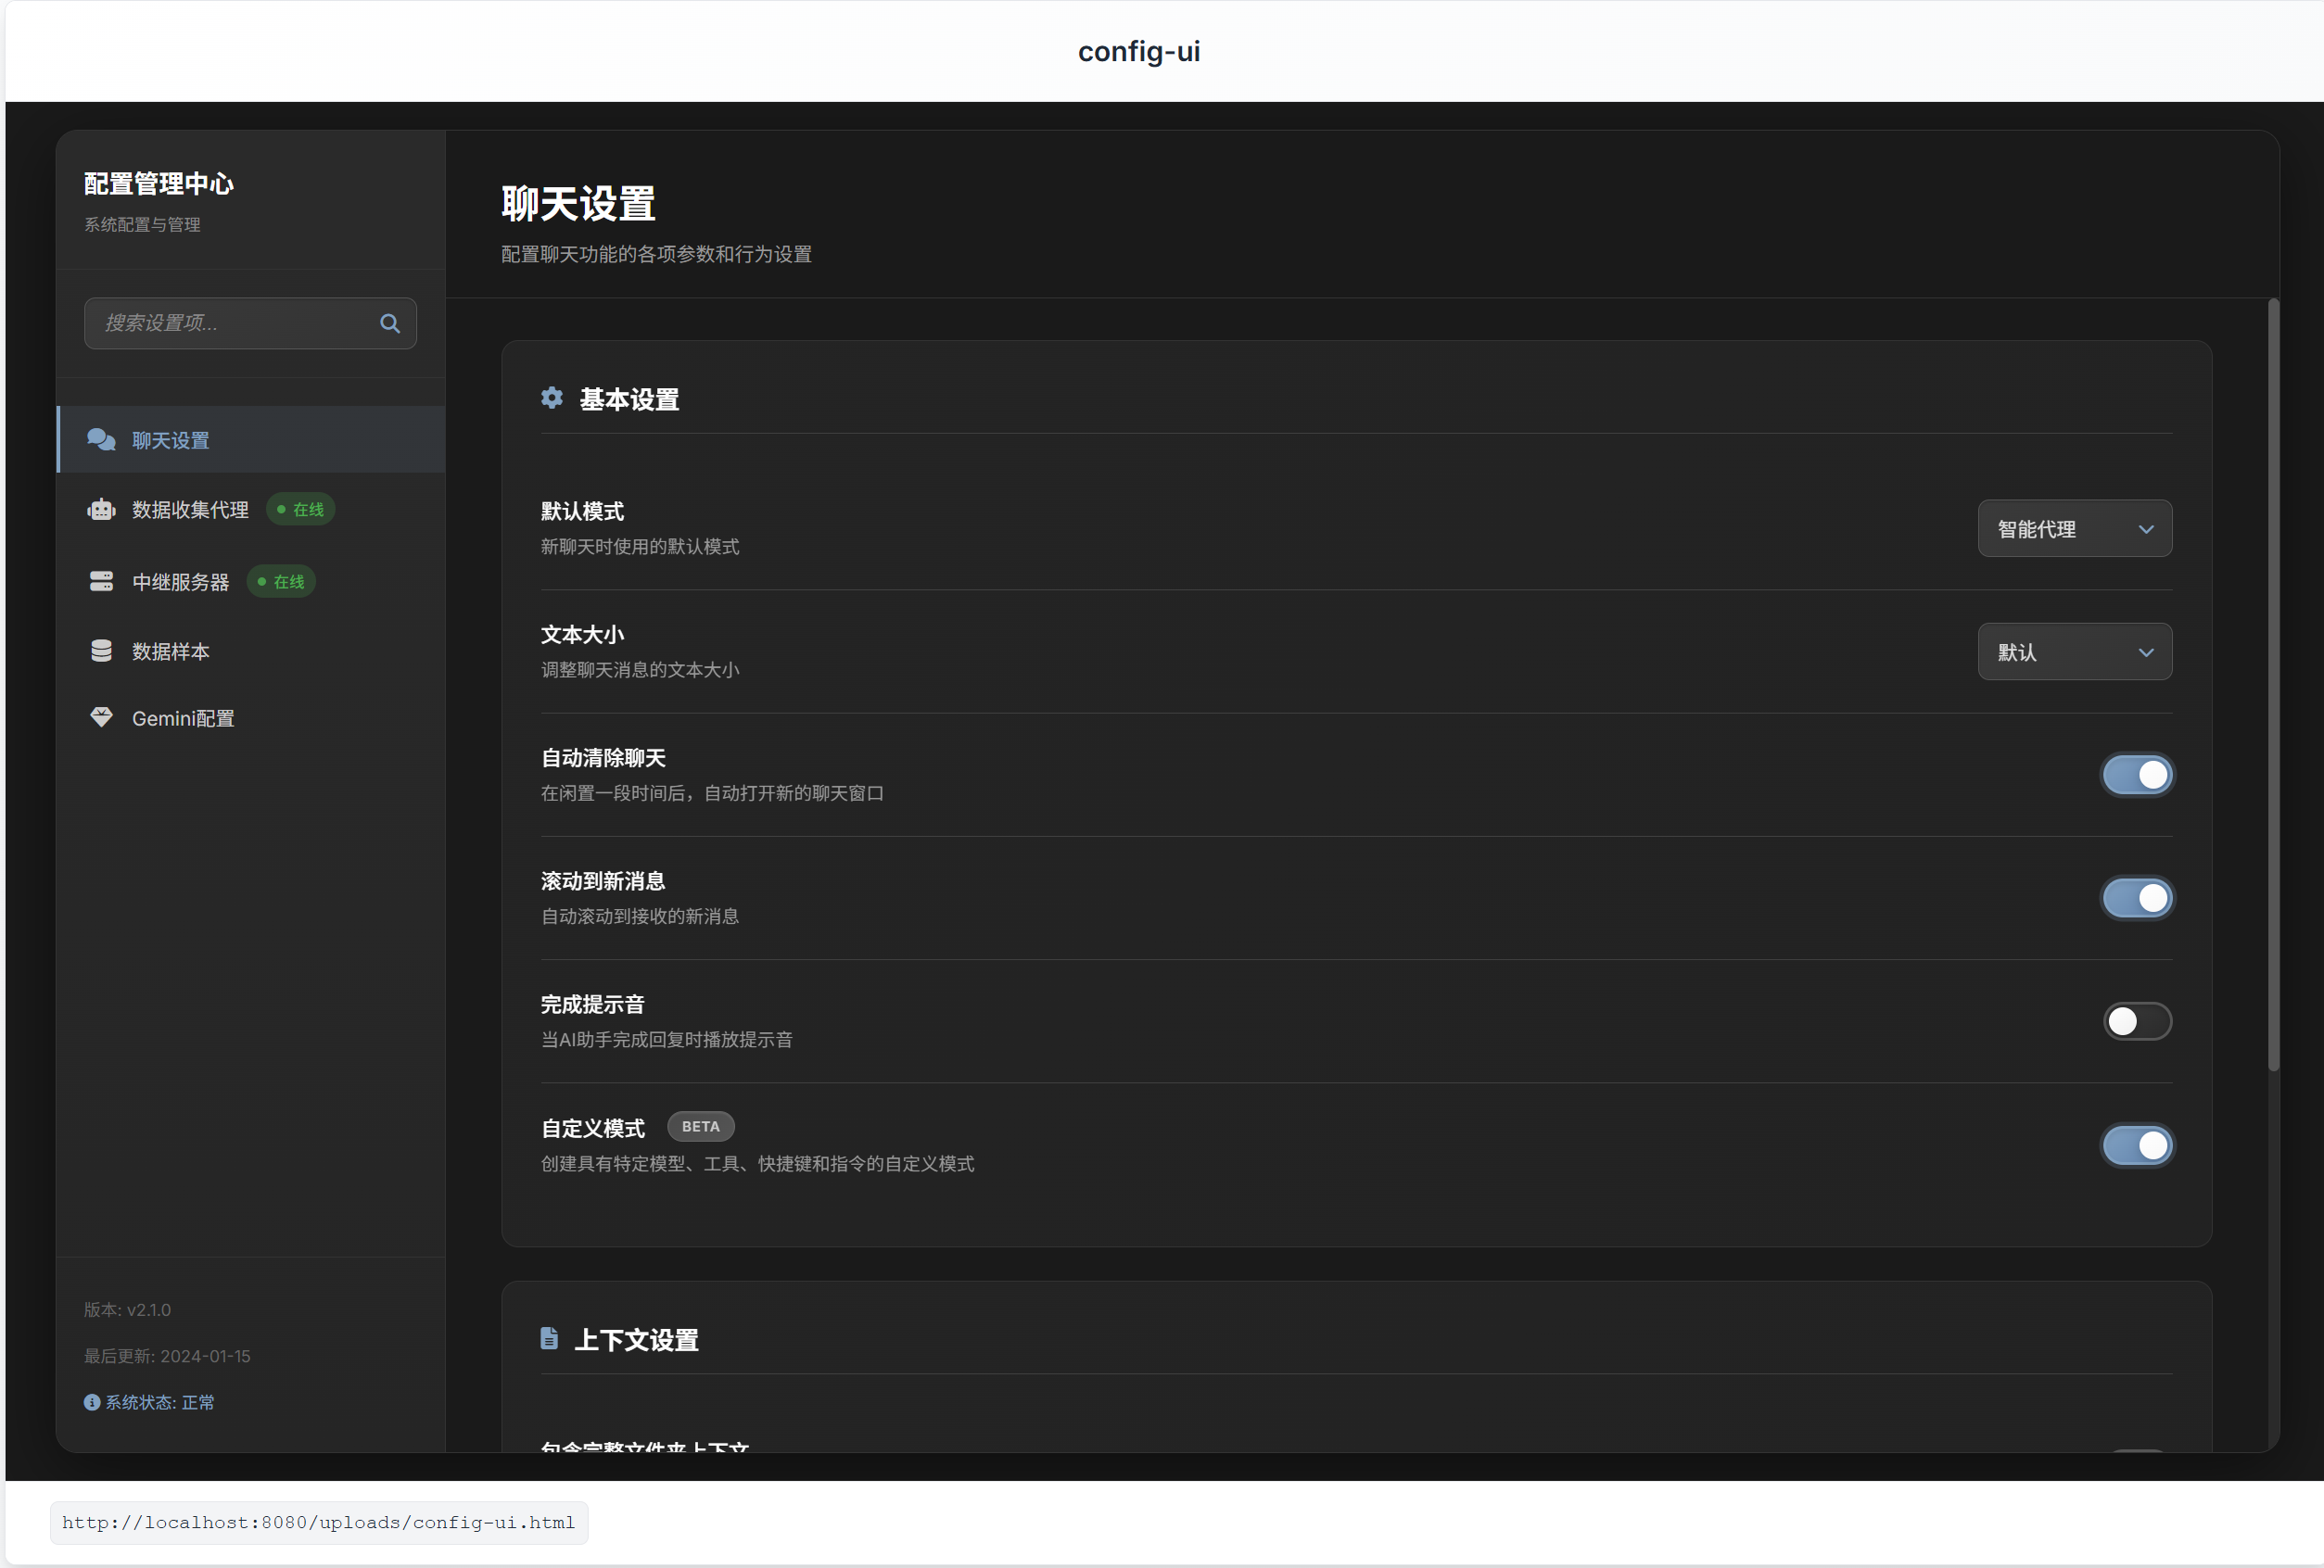 config-ui
配置管理中心
系统配置与管理
搜索设置项...
聊天设置
数据收集代理
在线
中继服务器
在线
数据样本
Gemini配置
版本: v2.1.0
最后更新: 2024-01-15
系统状态: 正常
聊天设置
配置聊天功能的各项参数和行为设置
基本设置
默认模式
新聊天时使用的默认模式
智能代理
文本大小
调整聊天消息的文本大小
默认
自动清除聊天
在闲置一段时间后，自动打开新的聊天窗口
滚动到新消息
自动滚动到接收的新消息
完成提示音
当AI助手完成回复时播放提示音
自定义模式
BETA
创建具有特定模型、工具、快捷键和指令的自定义模式
上下文设置
包含完整文件夹上下文
http://localhost:8080/uploads/config-ui.html